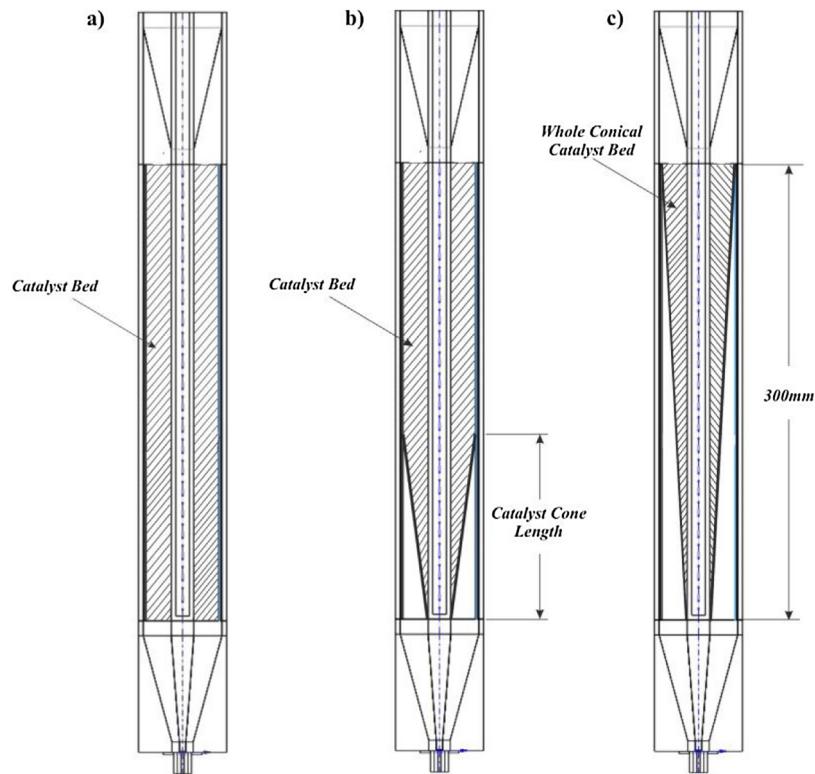 a)
b)
c)
Whole Conical
Catalyst Bed
Catalyst Bed
Catalyst Bed
300mm
Catalyst Cone
Length